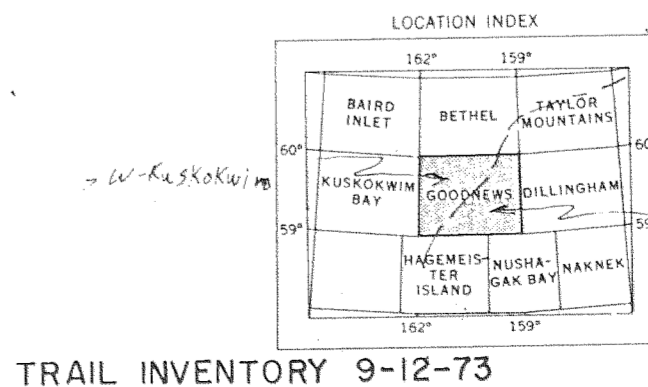 LOCATION INDEX
162° 159°
BAIRD INLET
BETHEL
TAYLOR MOUNTAINS
60° 60
W-Kuskokwim
KUSKOKWIM BAY
GOODNEWS
DILLINGHAM
59° 59
HAGEMEIS-
TER
ISLAND
NUSHA-
GAK BAY
NAKNEK
162° 159°
TRAIL INVENTORY 9-12-73